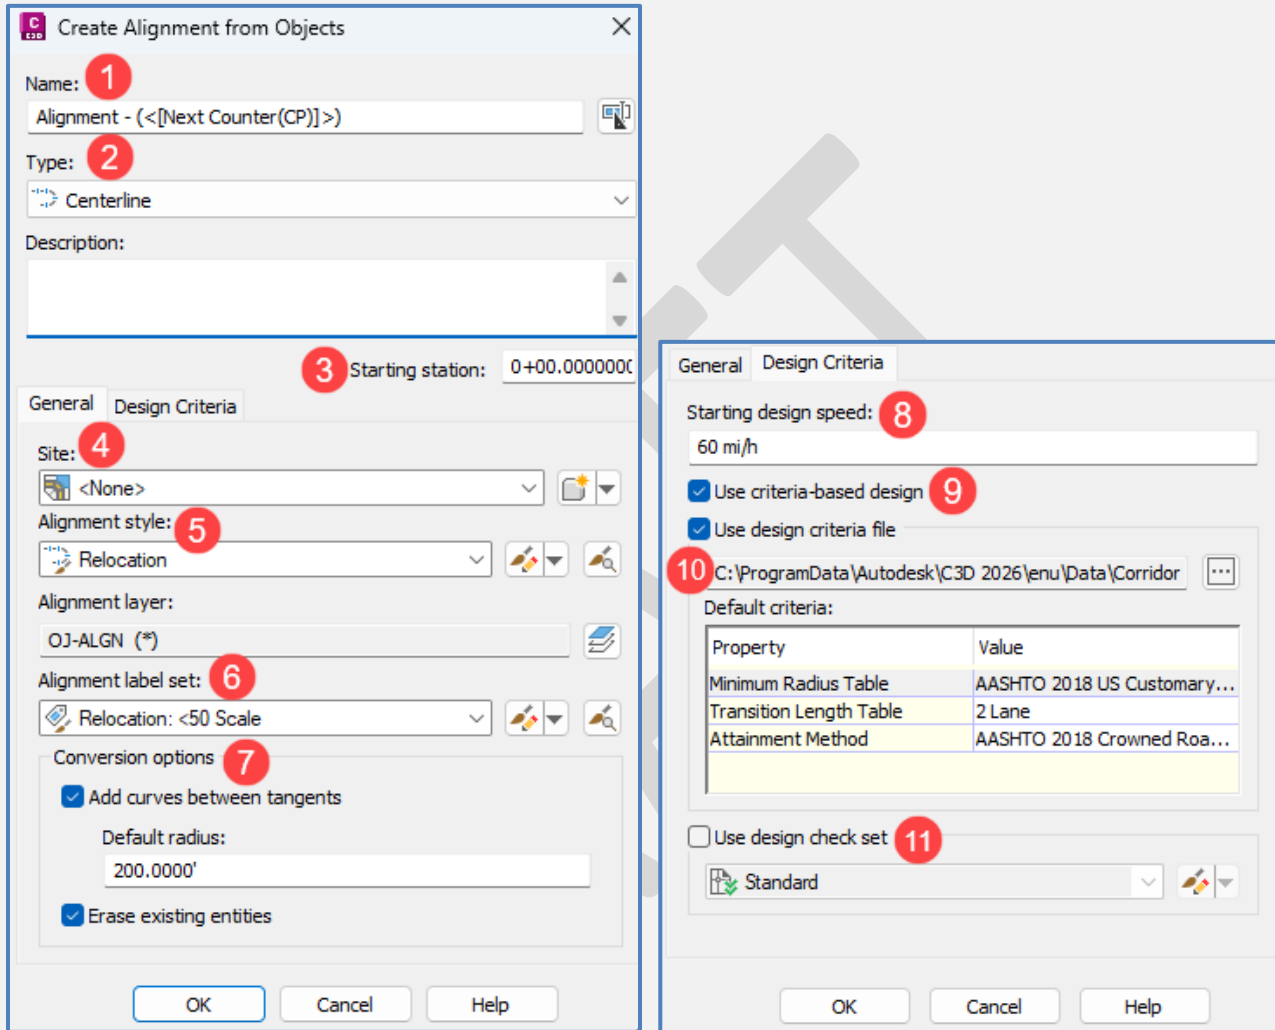 C
C3D
Create Alignment from Objects
1
Name:
Alignment - (<[Next Counter(CP)]>)
2
Type:
Centerline
Description:
3
Starting station:
0+00.0000000
General
Design Criteria
4
Site:
<None>
5
Alignment style:
Relocation
Alignment layer:
OJ-ALGN (*)
6
Alignment label set:
Relocation: <50 Scale
7
Conversion options
Add curves between tangents
Default radius:
200.0000'
Erase existing entities
OK
Cancel
Help
General
Design Criteria
Starting design speed:
8
60 mi/h
Use criteria-based design
9
Use design criteria file
10
C:\ProgramData\Autodesk\C3D 2026\enu\Data\Corridor
...
Default criteria:
Property Value
Minimum Radius Table AASHTO 2018 US Customary...
Transition Length Table 2 Lane
Attainment Method AASHTO 2018 Crowned Roa...
Use design check set
11
Standard
OK
Cancel
Help